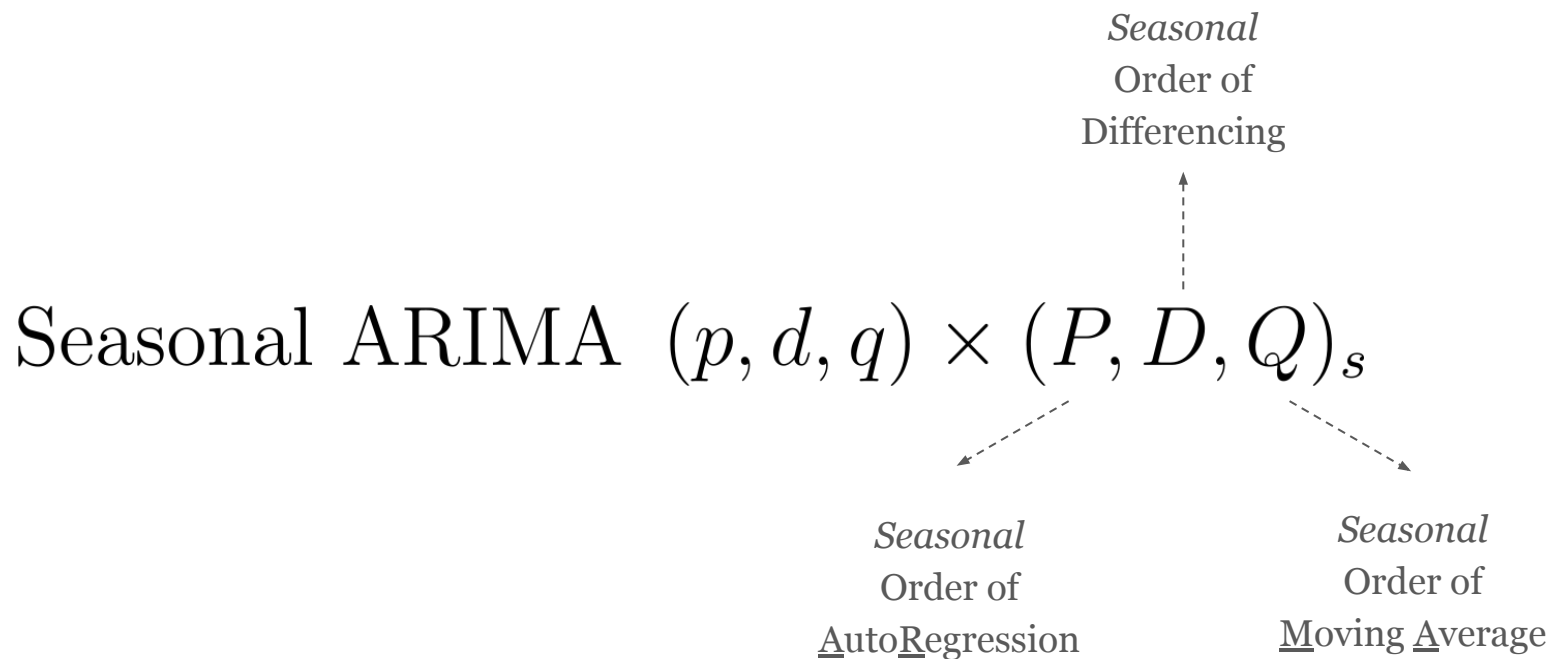 Seasonal
Order of
Differencing
Seasonal ARIMA (p, d, q) × (P, D, Q)s
Seasonal
Order of
AutoRegression
Seasonal
Order of
Moving Average